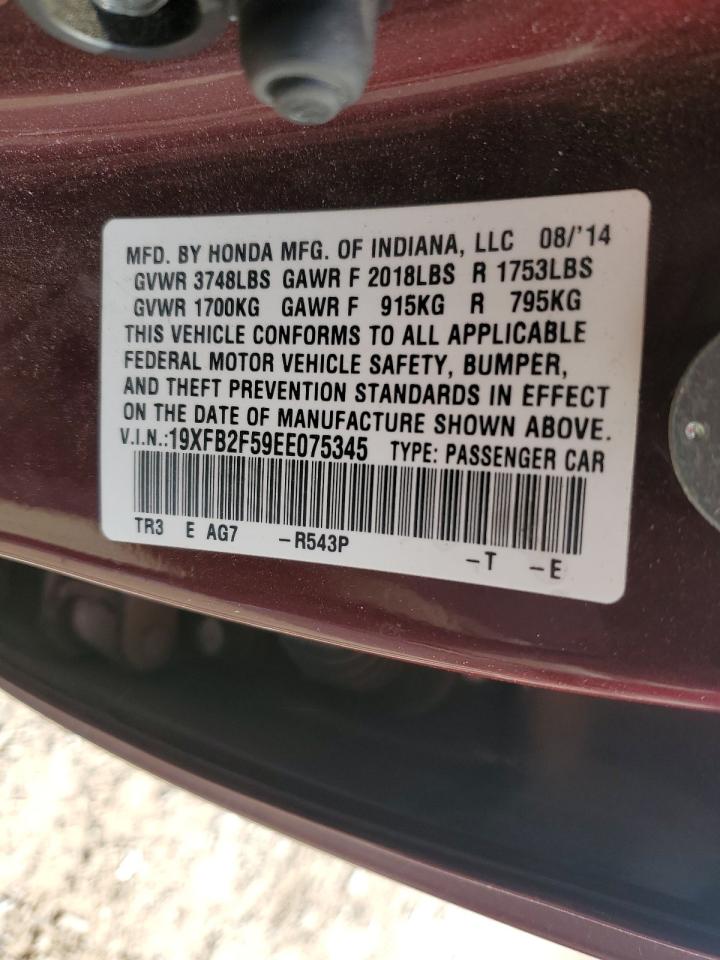 MFD. BY HONDA MFG. OF INDIANA, LLC 08/'14
GVWR 3748LBS GAWR F 2018LBS R 1753LBS
GVWR 1700KG GAWR F 915KG R 795KG
THIS VEHICLE CONFORMS TO ALL APPLICABLE
FEDERAL MOTOR VEHICLE SAFETY, BUMPER,
AND THEFT PREVENTION STANDARDS IN EFFECT
ON THE DATE OF MANUFACTURE SHOWN ABOVE.
V.I.N.:19XFB2F59EE075345 TYPE: PASSENGER CAR
TR3 E AG7 -R543P -T -E